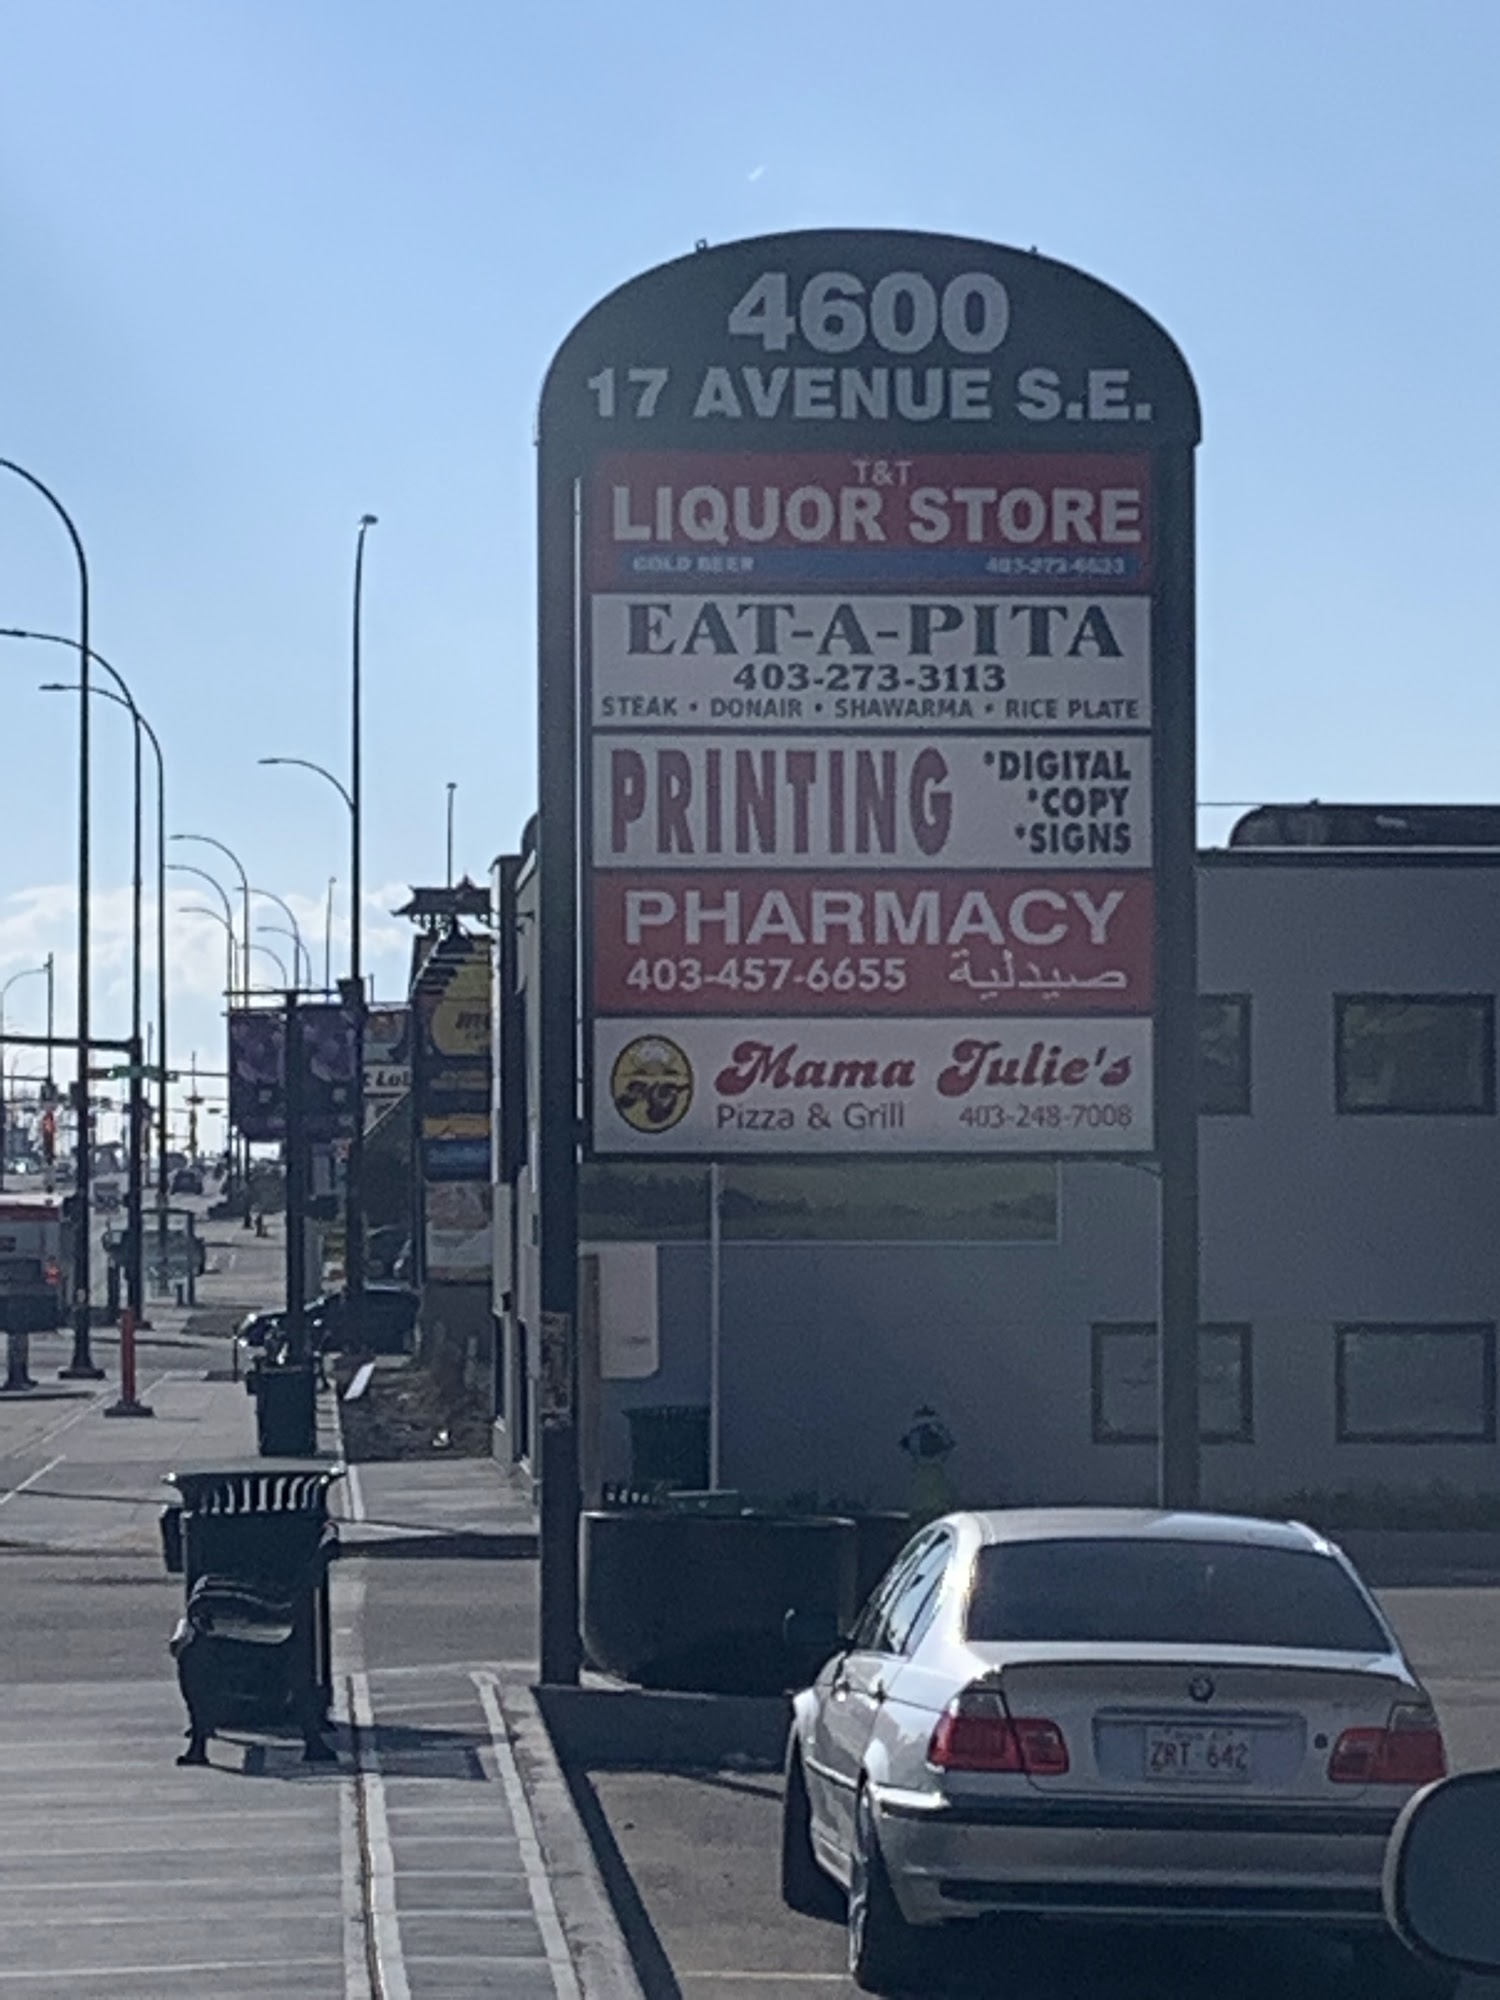 4600
17 AVENUE S.E.
T&T
LIQUOR STORE
COLD BEER 403-273-6623
EAT-A-PITA
403-273-3113
STEAK • DONAIR • SHAWARMA • RICE PLATE
PRINTING
*DIGITAL
*COPY
*SIGNS
PHARMACY
403-457-6655 صيدلية
MJ
Mama Julie's
Pizza & Grill 403-248-7008
ZRT-642